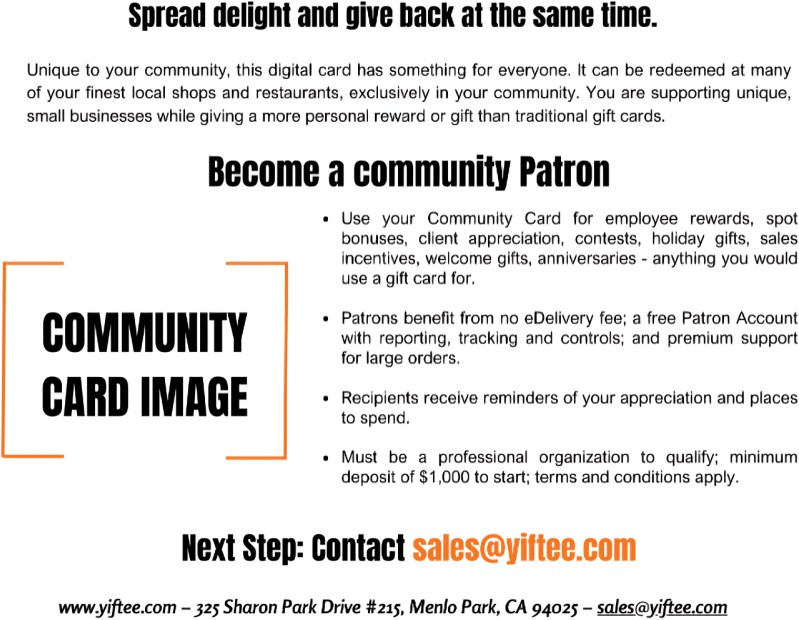 Spread delight and give back at the same time.
Unique to your community, this digital card has something for everyone. It can be redeemed at many
of your finest local shops and restaurants, exclusively in your community. You are supporting unique,
small businesses while giving a more personal reward or gift than traditional gift cards.
Become a community Patron
• Use your Community Card for employee rewards, spot
bonuses, client appreciation, contests, holiday gifts, sales
incentives, welcome gifts, anniversaries - anything you would
use a gift card for.
• Patrons benefit from no eDelivery fee; a free Patron Account
with reporting, tracking and controls; and premium support
for large orders.
• Recipients receive reminders of your appreciation and places
to spend.
• Must be a professional organization to qualify; minimum
deposit of $1,000 to start; terms and conditions apply.
COMMUNITY
CARD IMAGE
Next Step: Contact sales@yiftee.com
www.yiftee.com – 325 Sharon Park Drive #215, Menlo Park, CA 94025 – sales@yiftee.com